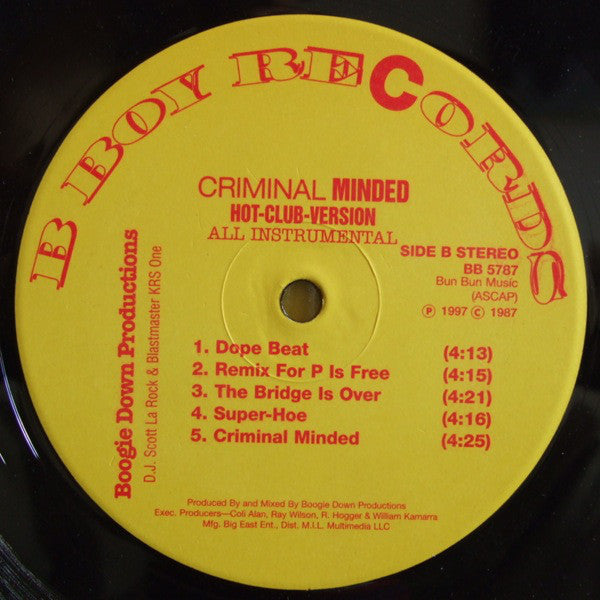 B BOY RECORDS
CRIMINAL MINDED
HOT-CLUB-VERSION
ALL INSTRUMENTAL
SIDE B STEREO
BB 5787
Bun Bun Music
(ASCAP)
℗ 1997 © 1987
Boogie Down Productions
D.J. Scott La Rock & Blastmaster KRS One
1. Dope Beat (4:13)
2. Remix For P Is Free (4:15)
3. The Bridge Is Over (4:21)
4. Super-Hoe (4:16)
5. Criminal Minded (4:25)
Produced By and Mixed By Boogie Down Productions
Exec. Producers—Coli Alan, Ray Wilson, R. Hogger & William Kamarra
Mfg. Big East Ent., Dist. M.I.L. Multimedia LLC